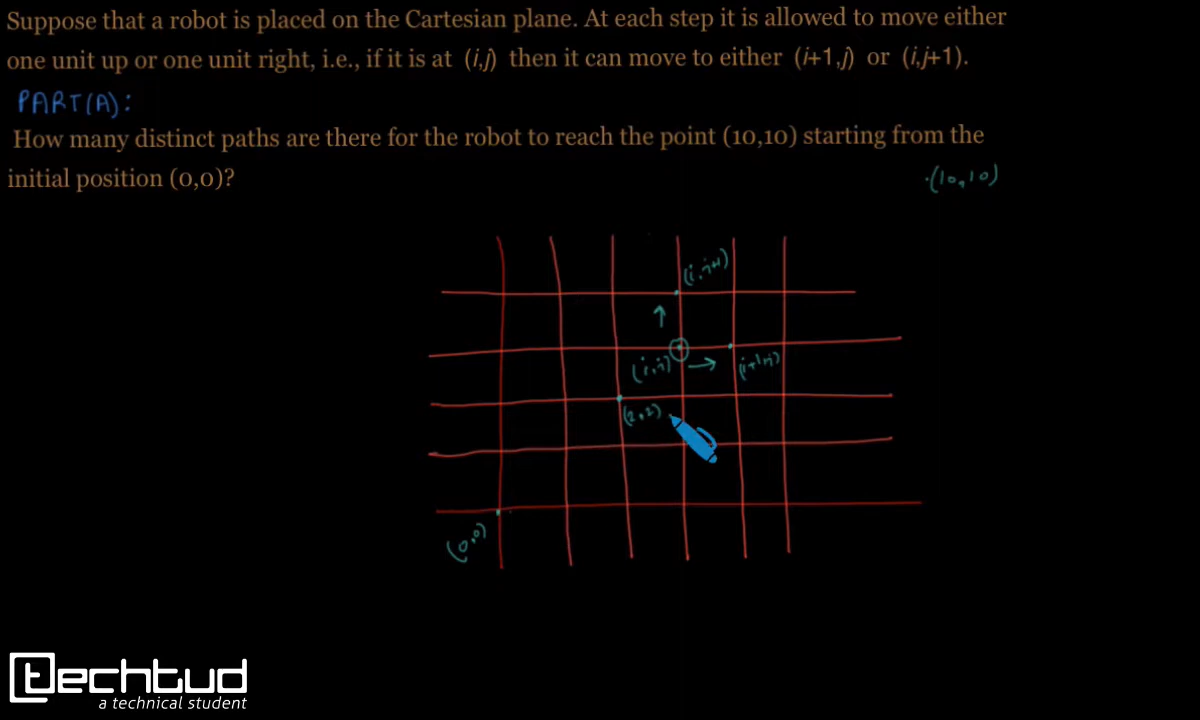 Suppose that a robot is placed on the Cartesian plane. At each step it is allowed to move either
one unit up or one unit right, i.e., if it is at (i,j) then it can move to either (i+1,j) or (i,j+1).
PART(A):
How many distinct paths are there for the robot to reach the point (10,10) starting from the
initial position (0,0)?
.(10,10)
(i,j+1)
(i,j)
(i+1,j)
(2,2)
(0,0)
techtud
a technical student